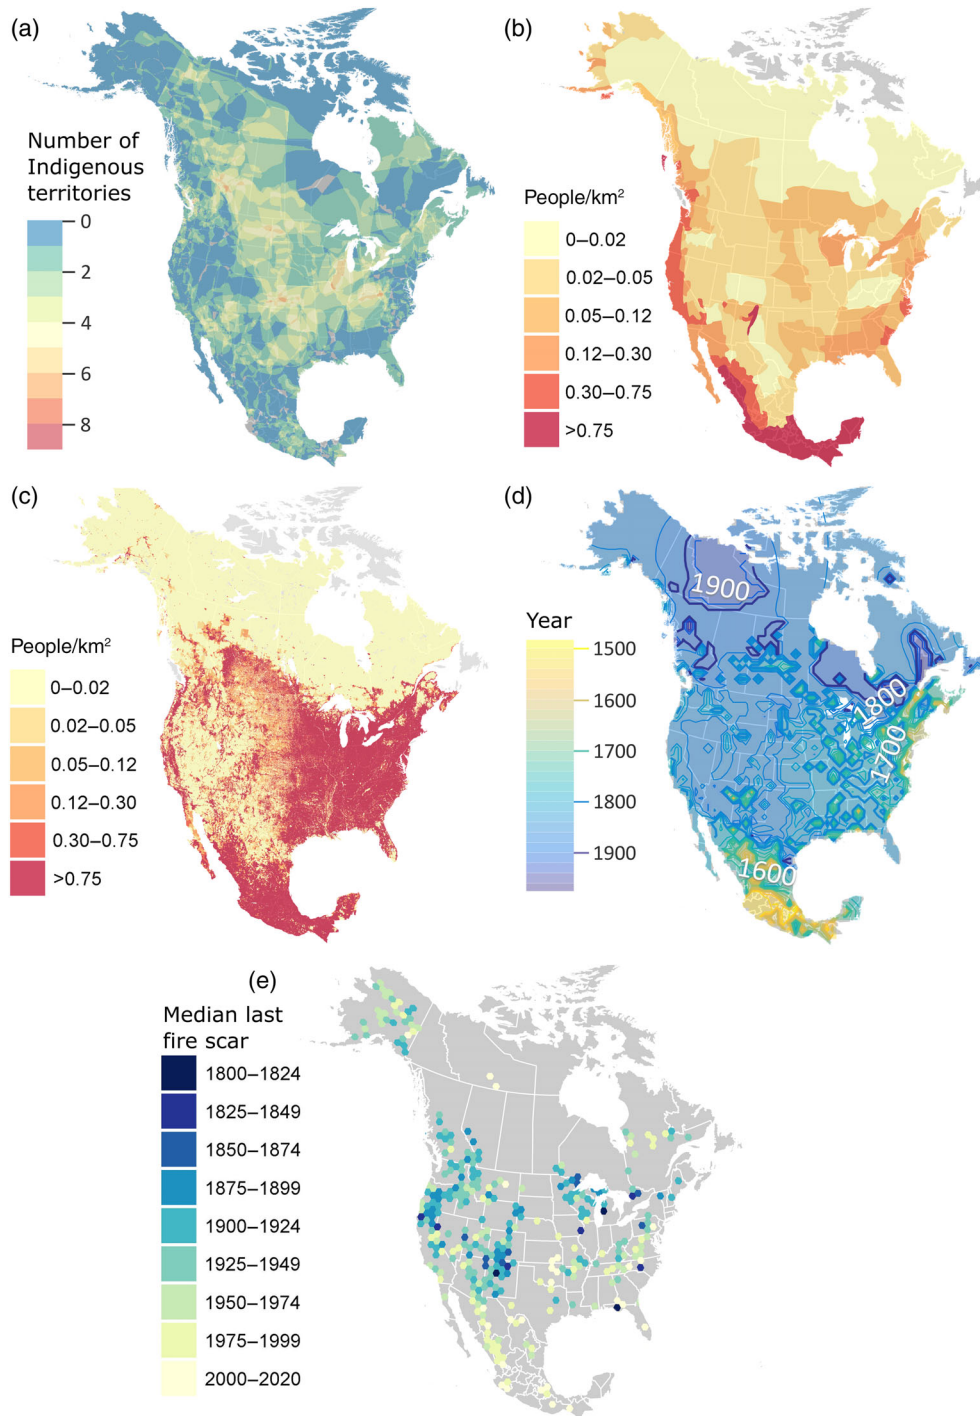 (a)
Number of
Indigenous
territories
0
2
4
6
8
(b)
People/km²
0–0.02
0.02–0.05
0.05–0.12
0.12–0.30
0.30–0.75
>0.75
(c)
People/km²
0–0.02
0.02–0.05
0.05–0.12
0.12–0.30
0.30–0.75
>0.75
(d)
Year
1500
1600
1700
1800
1900
1900
1800
1700
1600
(e)
Median last
fire scar
1800–1824
1825–1849
1850–1874
1875–1899
1900–1924
1925–1949
1950–1974
1975–1999
2000–2020